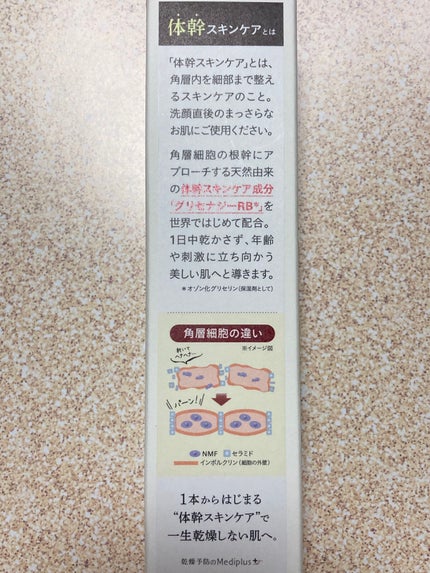 体幹スキンケアとは
「体幹スキンケア」とは、
角層内を細部まで整え
るスキンケアのこと。
洗顔直後のまっさらな
お肌にご使用ください。
角層細胞の根幹にア
プローチする天然由来
の体幹スキンケア成分
「グリセナジーRB*」を
世界ではじめて配合。
1日中乾かさず、年齢
や刺激に立ち向かう
美しい肌へと導きます。
*オゾン化グリセリン(保湿剤として)
角層細胞の違い
※イメージ図
乾いて
ヘナヘナ〜
パーン!
NMF セラミド
インボルクリン(細胞の外壁)
1本からはじまる
“体幹スキンケア”で
一生乾燥しない肌へ。
乾燥予防のMediplus